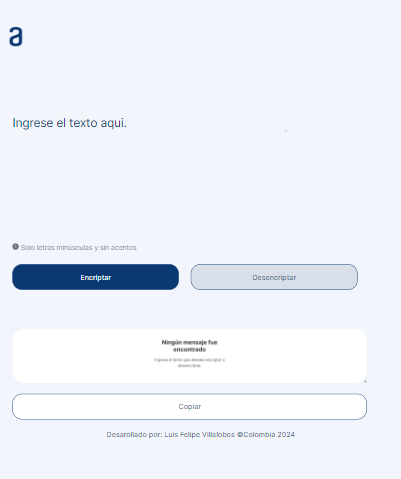 a
Ingrese el texto aqui.
Solo letras minúsculas y sin acentos
Encriptar
Desencriptar
Ningún mensaje fue
encontrado
Ingresa el texto que desees encriptar o
desencriptar.
Copiar
Desarollado por: Luis Felipe Villalobos ©Colombia 2024